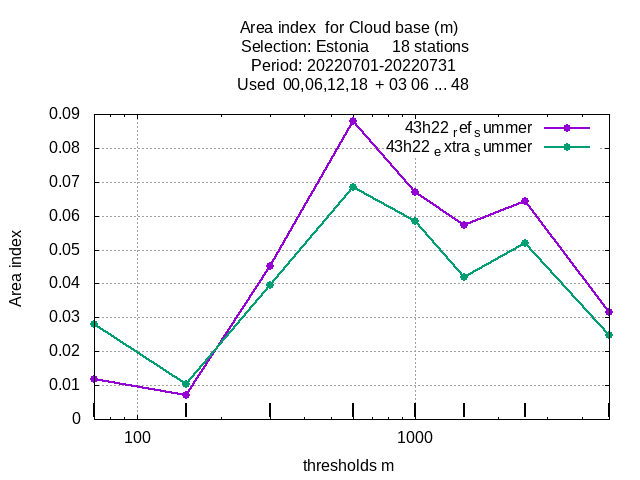 Area index  for Cloud base (m)
Selection: Estonia     18 stations
Period: 20220701-20220731
Used  00,06,12,18  + 03 06 ... 48
43h22 ref summer
43h22 extra summer
0.09
0.08
0.07
0.06
0.05
0.04
0.03
0.02
0.01
0
Area index
100
1000
thresholds m